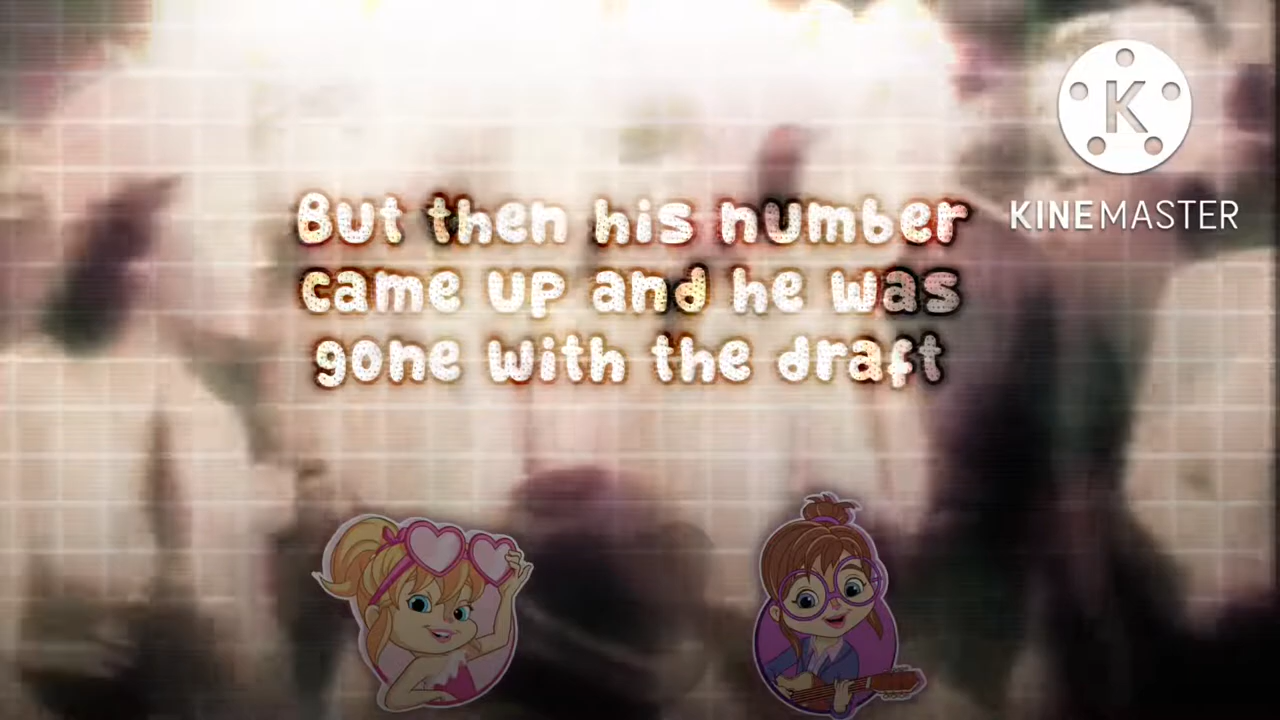 But then his number
came up and he was
gone with the draft
K
KINEMASTER